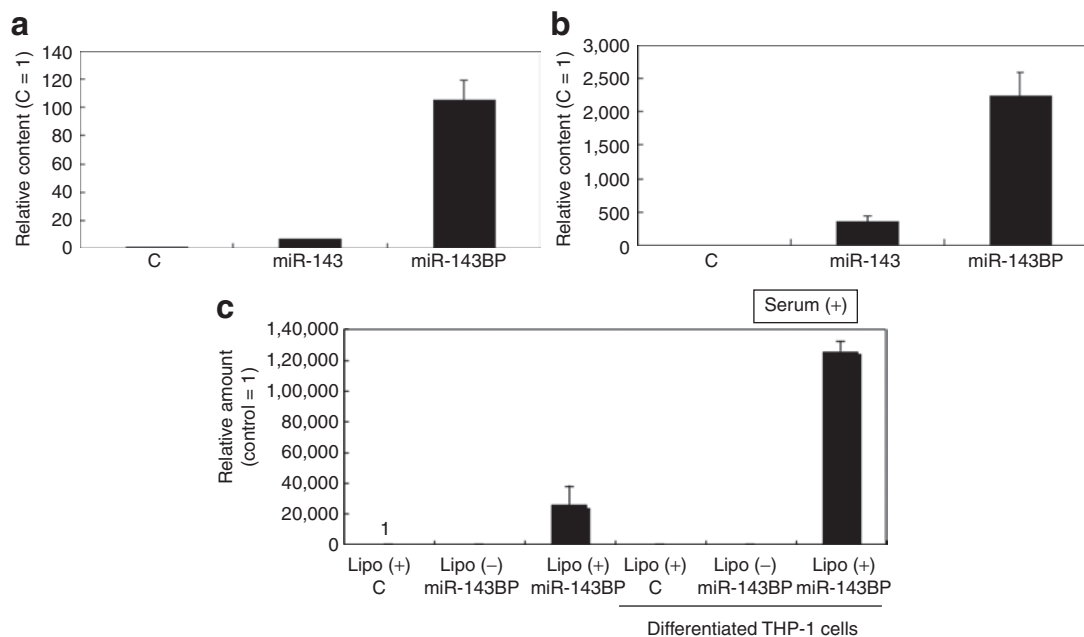 a
Relative content (C = 1)
140
120
100
80
60
40
20
0
C
miR-143
miR-143BP
b
Relative content (C = 1)
3,000
2,500
2,000
1,500
1,000
500
0
C
miR-143
miR-143BP
c
Serum (+)
Relative amount
(control = 1)
1,40,000
1,20,000
1,00,000
80,000
60,000
40,000
20,000
0
1
Lipo (+)
C
Lipo (−)
miR-143BP
Lipo (+)
miR-143BP
Lipo (+)
C
Lipo (−)
miR-143BP
Lipo (+)
miR-143BP
Differentiated THP-1 cells